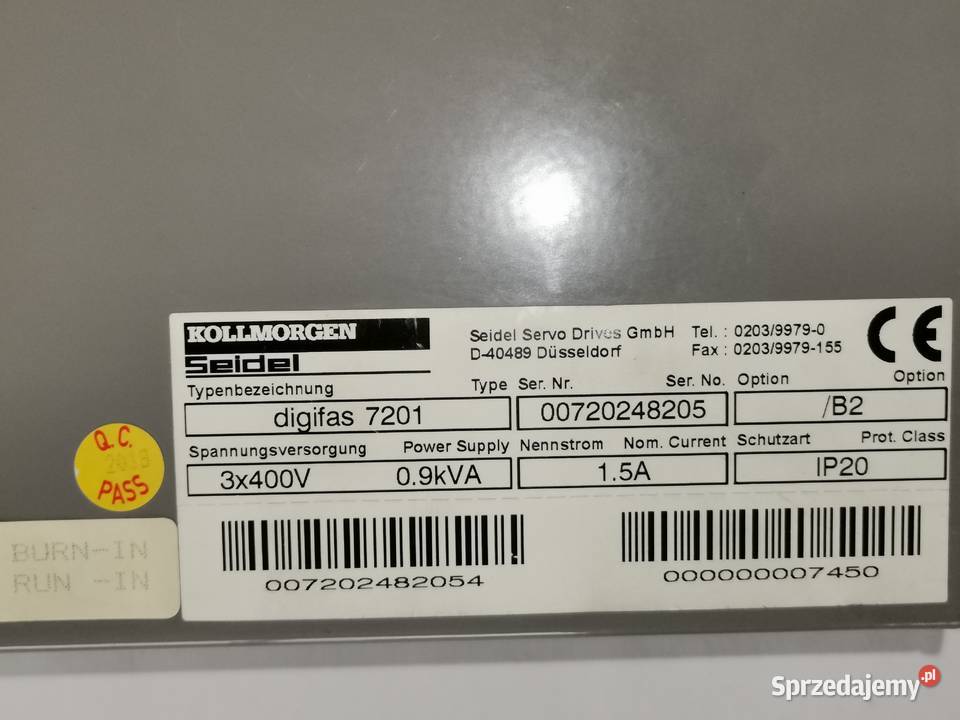 KOLLMORGEN
Seidel
Seidel Servo Drives GmbH
D-40489 Düsseldorf
Tel. : 0203/9979-0
Fax : 0203/9979-155
CE
Typenbezeichnung Type
digifas 7201
Ser. Nr. Ser. No.
00720248205
Option Option
/B2
Spannungsversorgung Power Supply
3x400V 0.9kVA
Nennstrom Nom. Current
1.5A
Schutzart Prot. Class
IP20
007202482054
000000007450
Q.C.
PASS
BURN-IN
RUN -IN
Sprzedajemy.pl